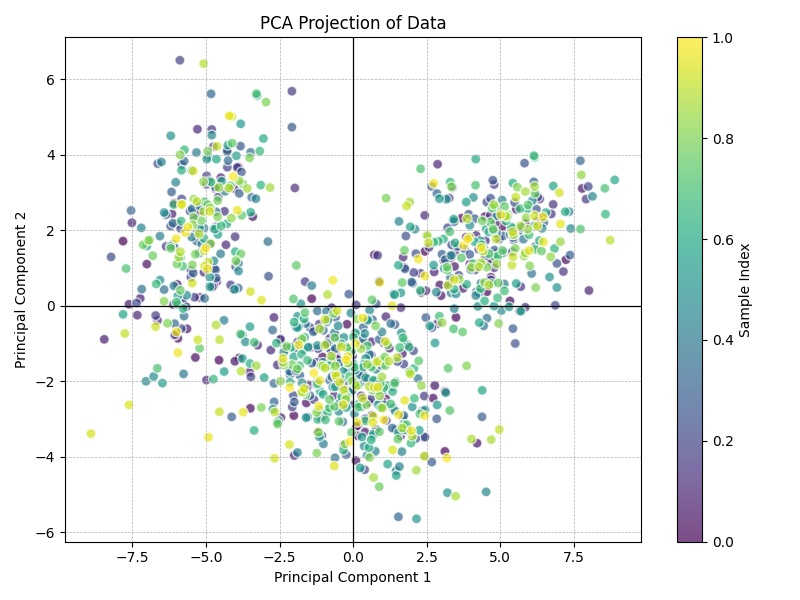 PCA Projection of Data
Principal Component 2
6
4
2
0
−2
−4
−6
−7.5 −5.0 −2.5 0.0 2.5 5.0 7.5
Principal Component 1
1.0
0.8
0.6
0.4
0.2
0.0
Sample Index